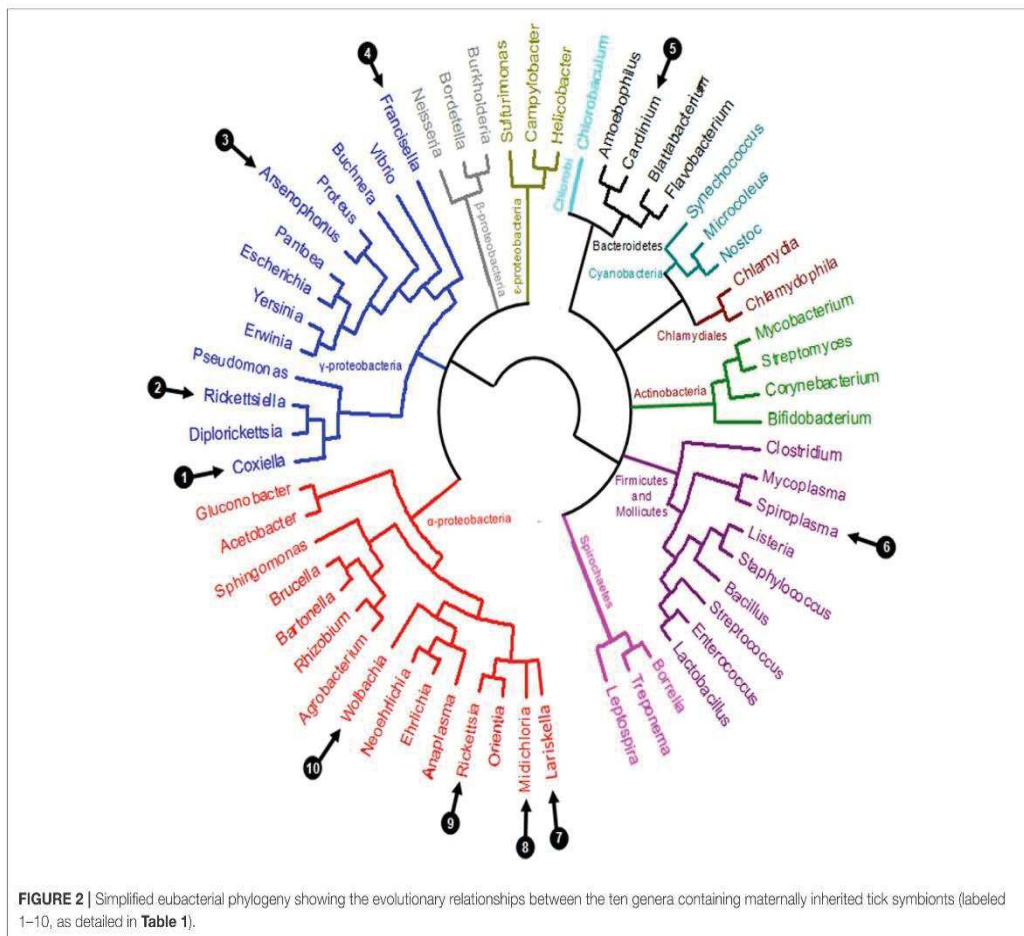 4
5
3
2
1
6
10
9
8
7
Francisella
Vibrio
Buchnera
Proteus
Arsenophonus
Pantoea
Escherichia
Yersinia
Erwinia
Pseudomonas
Rickettsiella
Diplorickettsia
Coxiella
γ-proteobacteria
Neisseria
Bordetella
Burkholderia
β-proteobacteria
Sulfurimonas
Campylobacter
Helicobacter
ε-proteobacteria
Chlorobi
Chlorobaculum
Amoebophilus
Cardinium
Blattabacterium
Flavobacterium
Bacteroidetes
Synechococcus
Microcoleus
Nostoc
Cyanobacteria
Chlamydia
Chlamydophila
Chlamydiales
Mycobacterium
Streptomyces
Corynebacterium
Bifidobacterium
Actinobacteria
Clostridium
Mycoplasma
Spiroplasma
Listeria
Staphylococcus
Bacillus
Streptococcus
Enterococcus
Lactobacillus
Firmicutes
and
Mollicutes
Spirochaetes
Borrelia
Treponema
Leptospira
α-proteobacteria
Gluconobacter
Acetobacter
Sphingomonas
Brucella
Bartonella
Rhizobium
Agrobacterium
Wolbachia
Neoehrlichia
Ehrlichia
Anaplasma
Rickettsia
Orientia
Midichloria
Lariskella
FIGURE 2 | Simplified eubacterial phylogeny showing the evolutionary relationships between the ten genera containing maternally inherited tick symbionts (labeled
1–10, as detailed in Table 1).